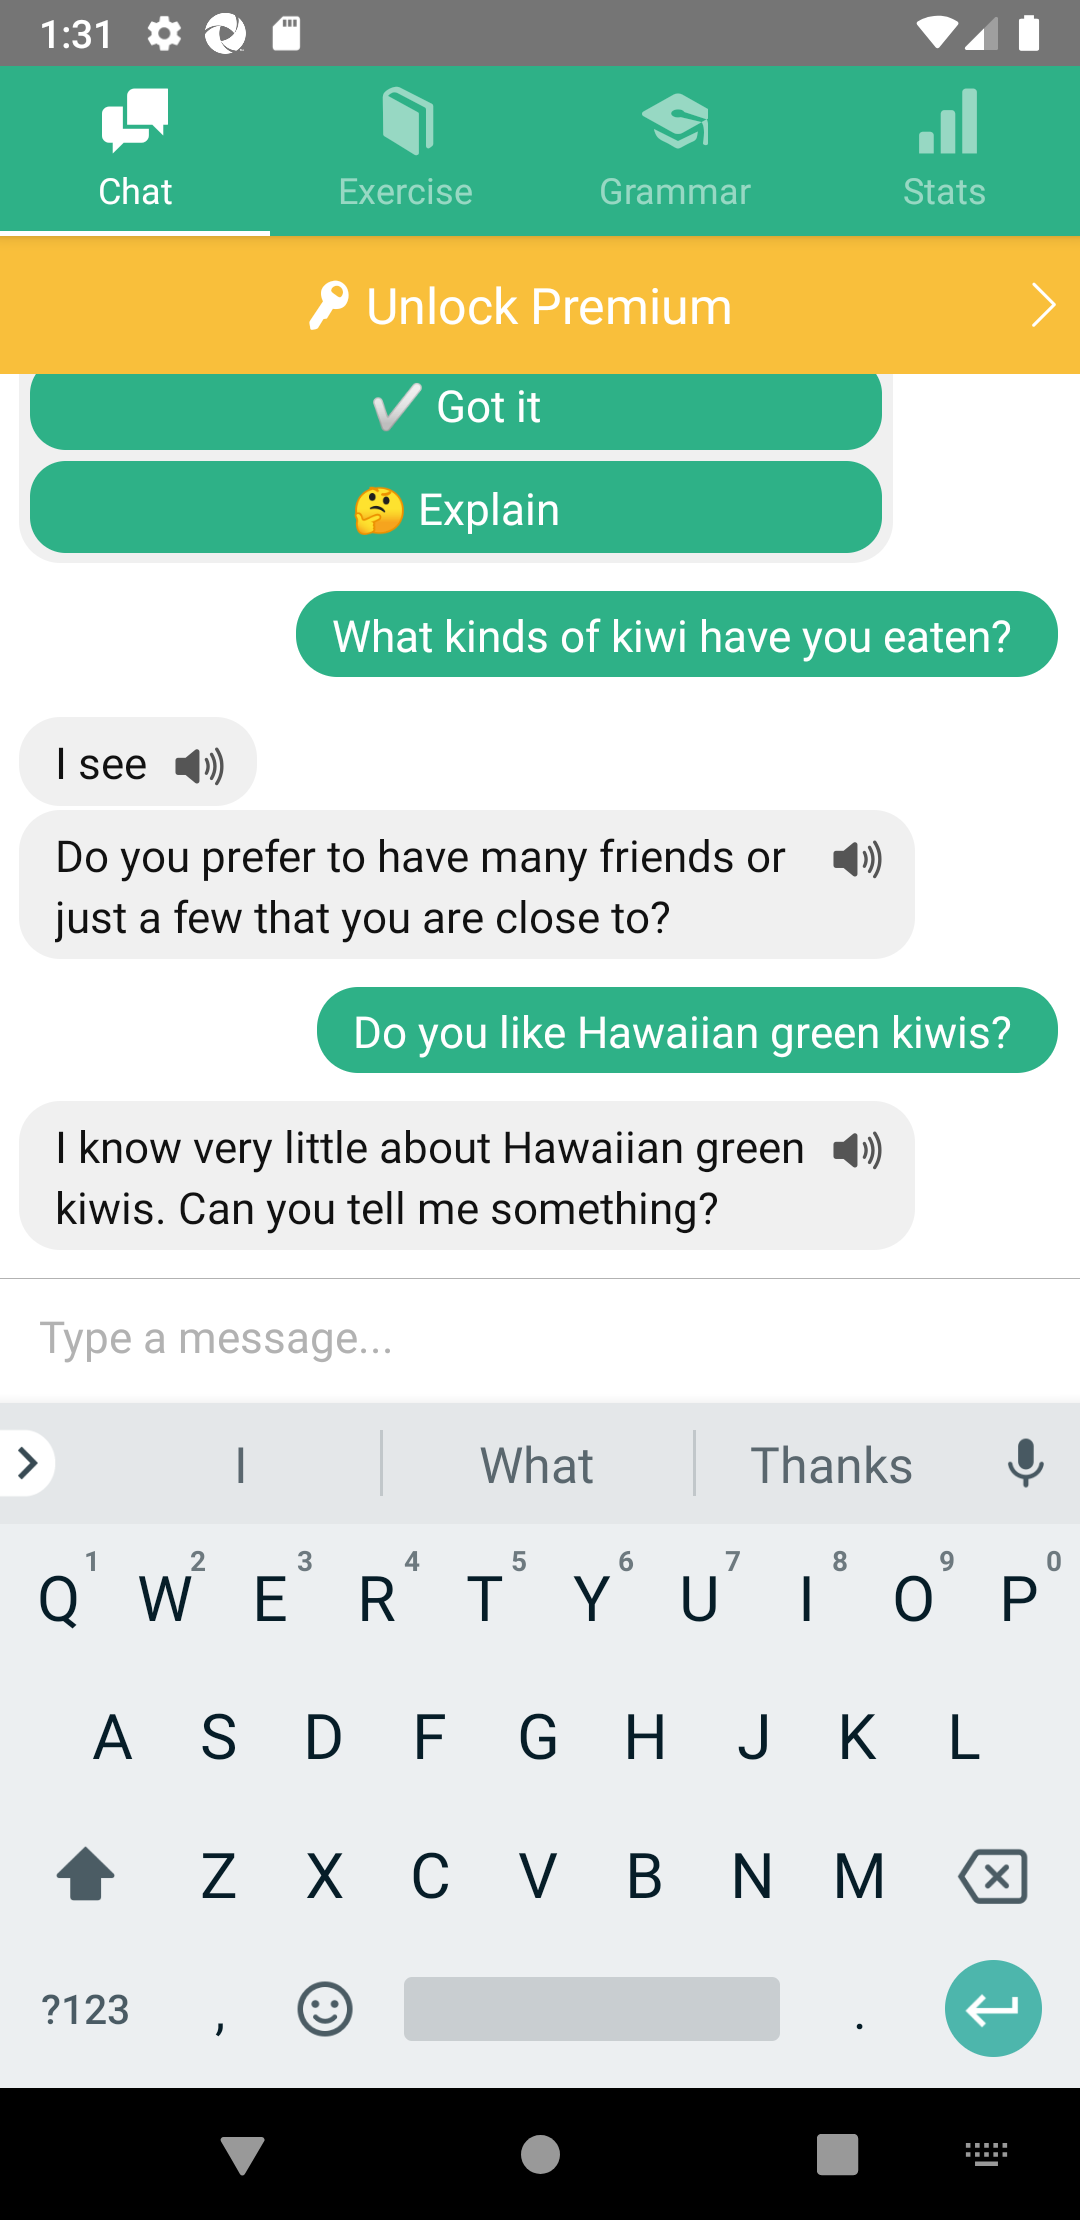 1:31
Chat
Exercise
Grammar
Stats
Unlock Premium
Got it
Explain
What kinds of kiwi have you eaten?
I see
Do you prefer to have many friends or
just a few that you are close to?
Do you like Hawaiian green kiwis?
I know very little about Hawaiian green
kiwis. Can you tell me something?
Type a message...
I What Thanks
1 2 3 4 5 6 7 8 9 0
Q W E R T Y U I O P
A S D F G H J K L
Z X C V B N M
?123 , .